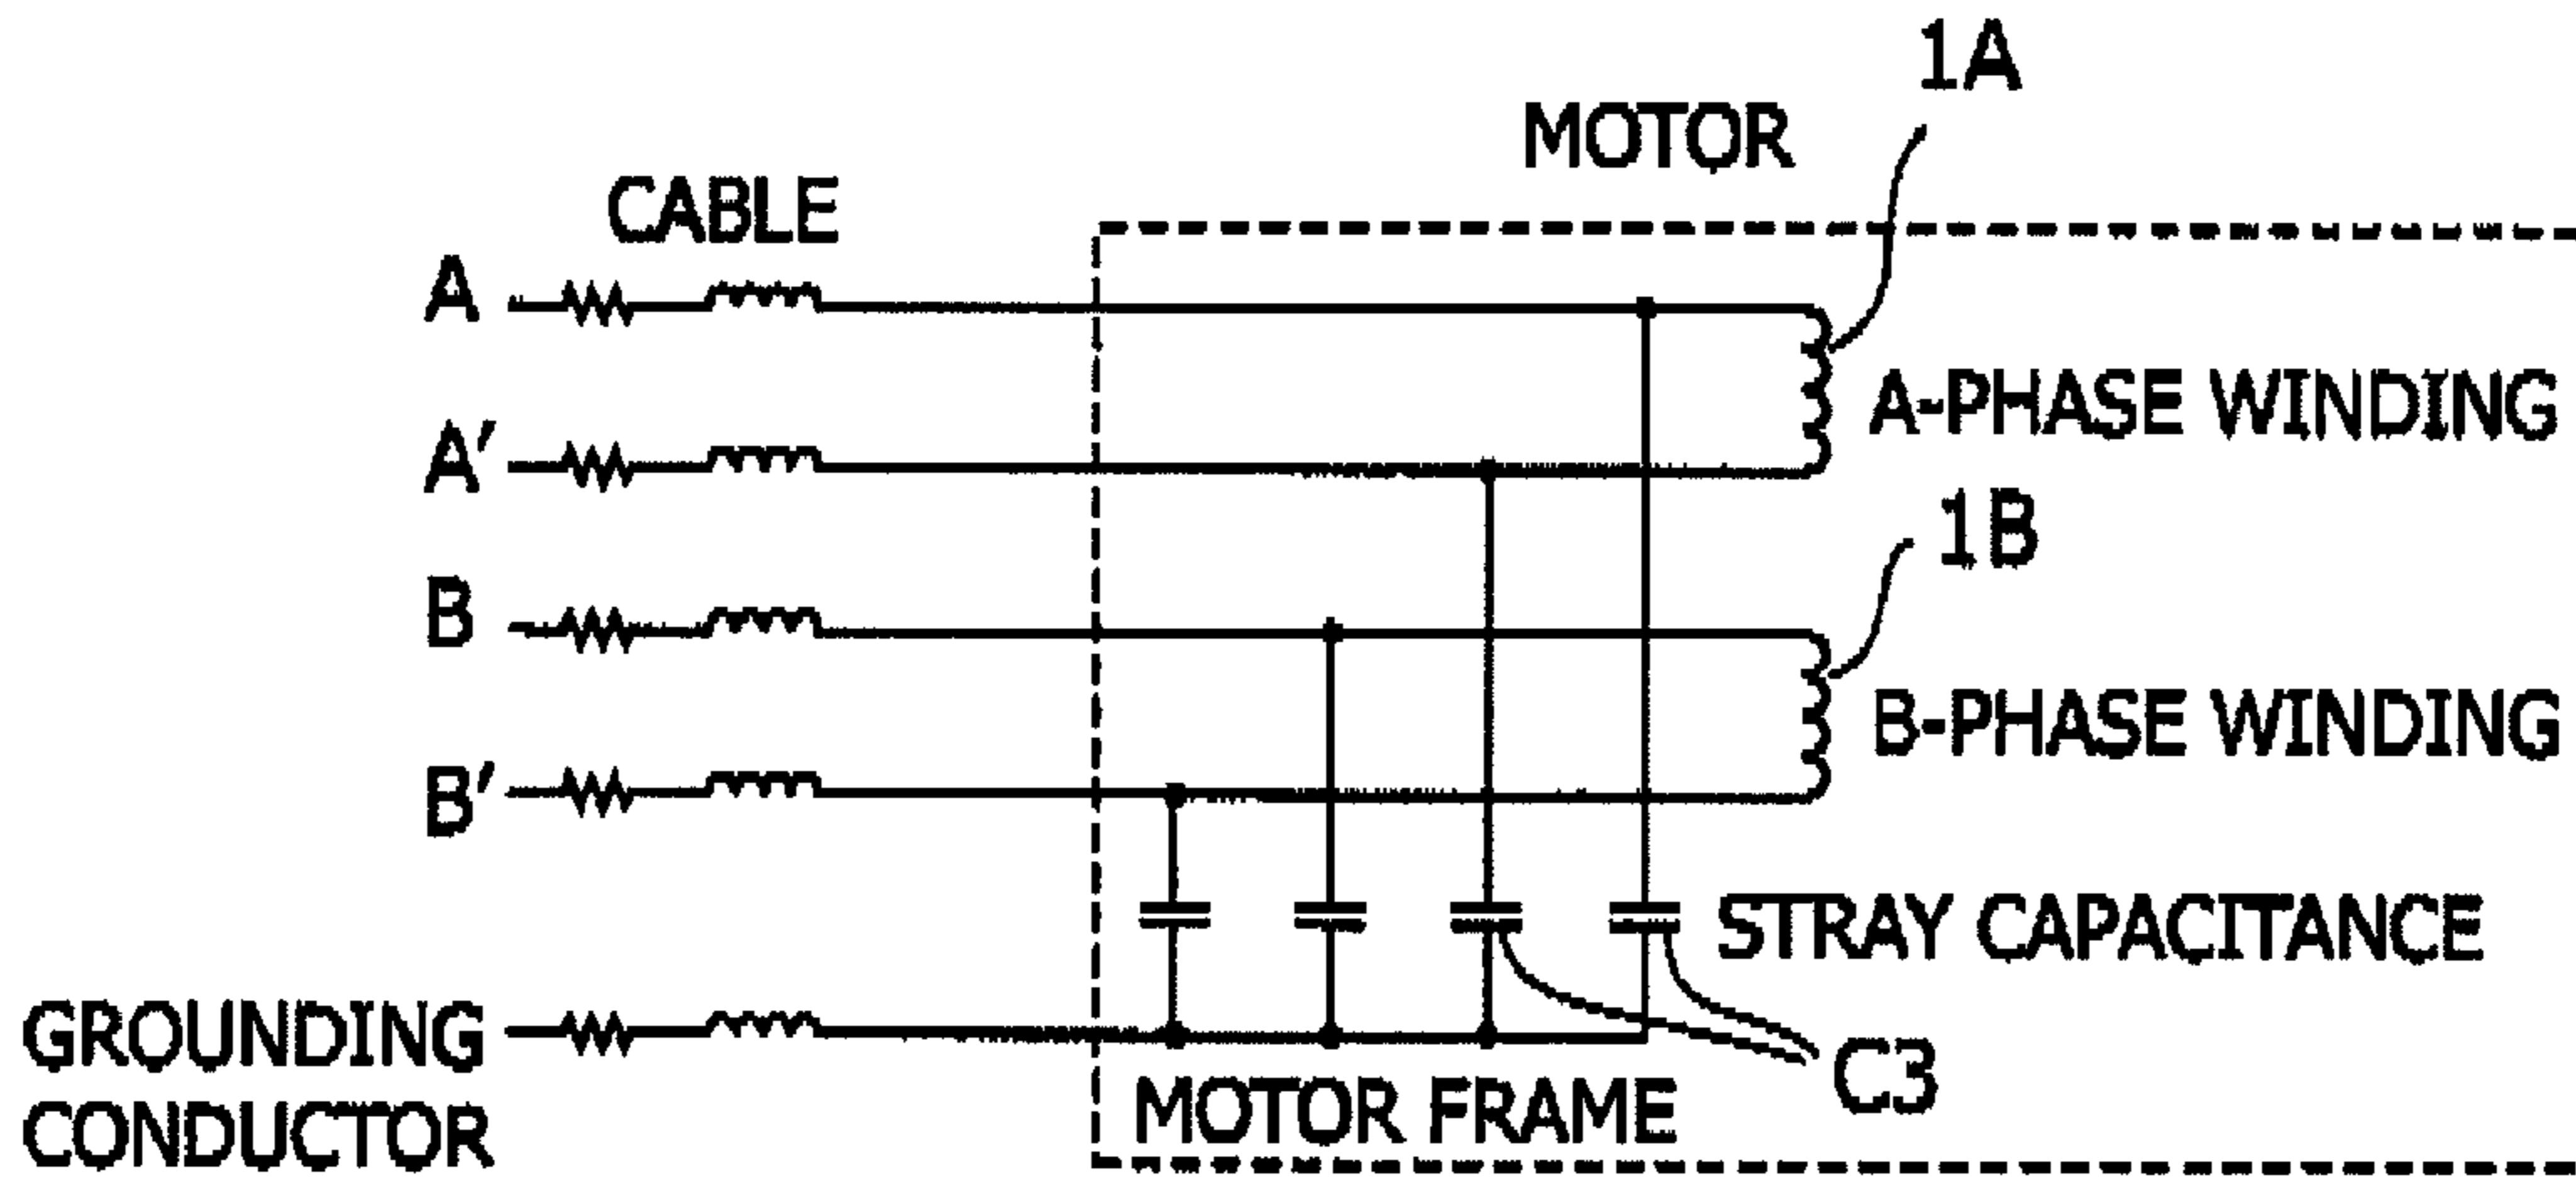 1A
MOTOR
CABLE
A
A-PHASE WINDING
A'
1B
B
B-PHASE WINDING
B'
STRAY CAPACITANCE
GROUNDING
CONDUCTOR
C3
MOTOR FRAME